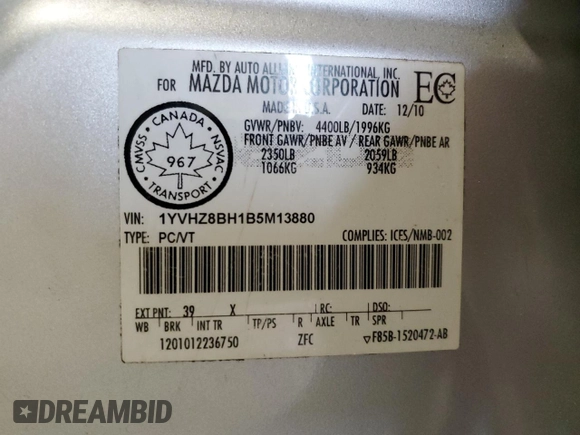 MFD. BY AUTO ALLIANCE INTERNATIONAL, INC.
FOR MAZDA MOTOR CORPORATION
EC
MADE IN U.S.A. DATE: 12/10
GVWR/PNBV: 4400LB/1996KG
FRONT GAWR/PNBE AV / REAR GAWR/PNBE AR
2350LB 2059LB
1066KG 934KG
CANADA
CMVSS 967 NSVAC
TRANSPORT
VIN: 1YVHZ8BH1B5M13880
TYPE: PC/VT COMPLIES: ICES/NMB-002
EXT PNT: 39 X RC: DSO:
WB BRK INT TR TP/PS R AXLE TR SPR
1201012236750 ZFC ▽F85B-1520472-AB
DREAMBID